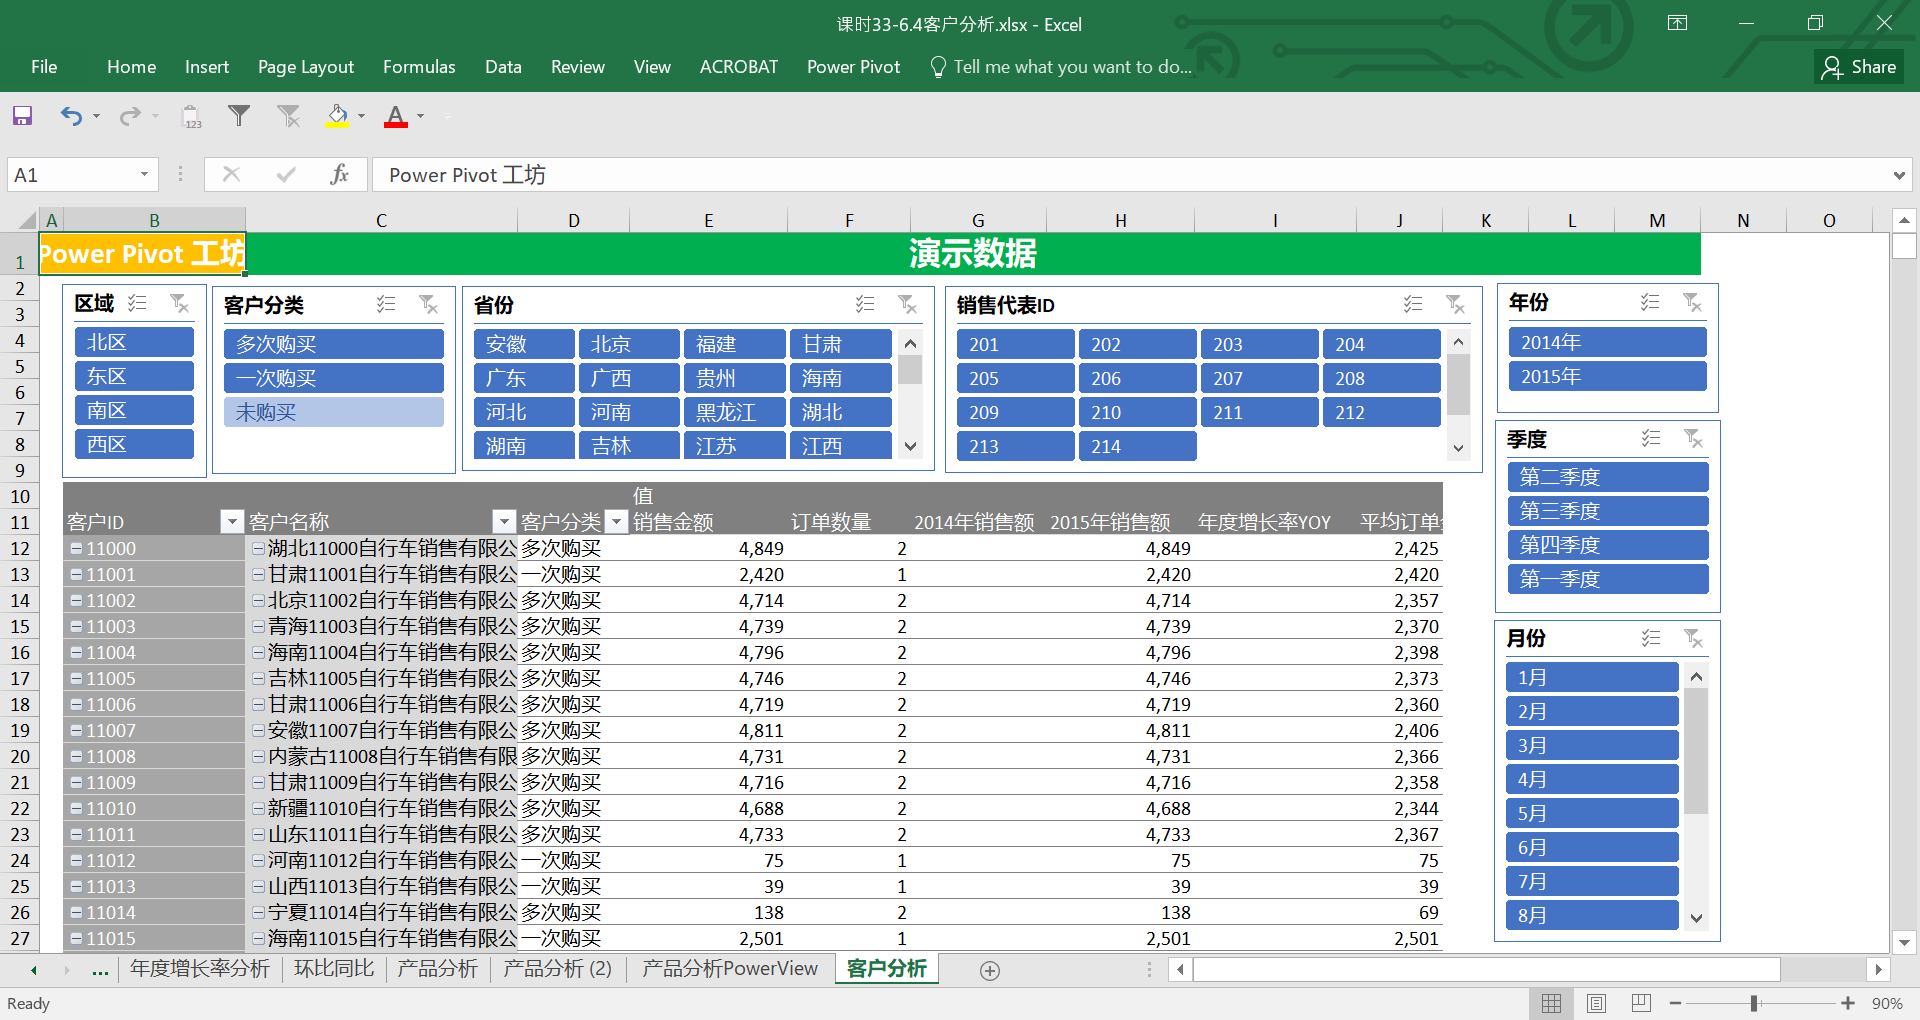 课时33-6.4客户分析.xlsx - Excel
File Home Insert Page Layout Formulas Data Review View ACROBAT Power Pivot Tell me what you want to do... Share
A1 fx Power Pivot 工坊
A B C D E F G H I J K L M N O
1 Power Pivot 工坊 演示数据
2
3
4
5
6
7
8
9
区域
北区
东区
南区
西区
客户分类
多次购买
一次购买
未购买
省份
安徽 北京 福建 甘肃
广东 广西 贵州 海南
河北 河南 黑龙江 湖北
湖南 吉林 江苏 江西
销售代表ID
201 202 203 204
205 206 207 208
209 210 211 212
213 214
年份
2014年
2015年
季度
第二季度
第三季度
第四季度
第一季度
月份
1月
2月
3月
4月
5月
6月
7月
8月
10 值
11 客户ID 客户名称 客户分类 销售金额 订单数量 2014年销售额 2015年销售额 年度增长率YOY 平均订单
12 11000 湖北11000自行车销售有限公 多次购买 4,849 2 4,849 2,425
13 11001 甘肃11001自行车销售有限公 一次购买 2,420 1 2,420 2,420
14 11002 北京11002自行车销售有限公 多次购买 4,714 2 4,714 2,357
15 11003 青海11003自行车销售有限公 多次购买 4,739 2 4,739 2,370
16 11004 海南11004自行车销售有限公 多次购买 4,796 2 4,796 2,398
17 11005 吉林11005自行车销售有限公 多次购买 4,746 2 4,746 2,373
18 11006 甘肃11006自行车销售有限公 多次购买 4,719 2 4,719 2,360
19 11007 安徽11007自行车销售有限公 多次购买 4,811 2 4,811 2,406
20 11008 内蒙古11008自行车销售有限 多次购买 4,731 2 4,731 2,366
21 11009 甘肃11009自行车销售有限公 多次购买 4,716 2 4,716 2,358
22 11010 新疆11010自行车销售有限公 多次购买 4,688 2 4,688 2,344
23 11011 山东11011自行车销售有限公 多次购买 4,733 2 4,733 2,367
24 11012 河南11012自行车销售有限公 一次购买 75 1 75 75
25 11013 山西11013自行车销售有限公 一次购买 39 1 39 39
26 11014 宁夏11014自行车销售有限公 多次购买 138 2 138 69
27 11015 海南11015自行车销售有限公 一次购买 2,501 1 2,501 2,501
... 年度增长率分析 环比同比 产品分析 产品分析 (2) 产品分析PowerView 客户分析
Ready 90%